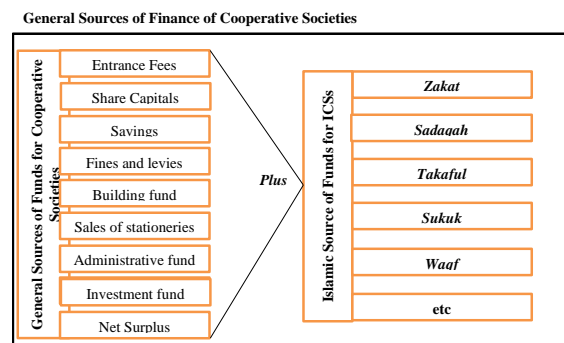 General Sources of Finance of Cooperative Societies
General Sources of Funds for Cooperative
Societies
Entrance Fees
Share Capitals
Savings
Fines and levies
Building fund
Sales of stationeries
Administrative fund
Investment fund
Net Surplus
Plus
Islamic Source of Funds for ICSs
Zakat
Sadaqah
Takaful
Sukuk
Waqf
etc